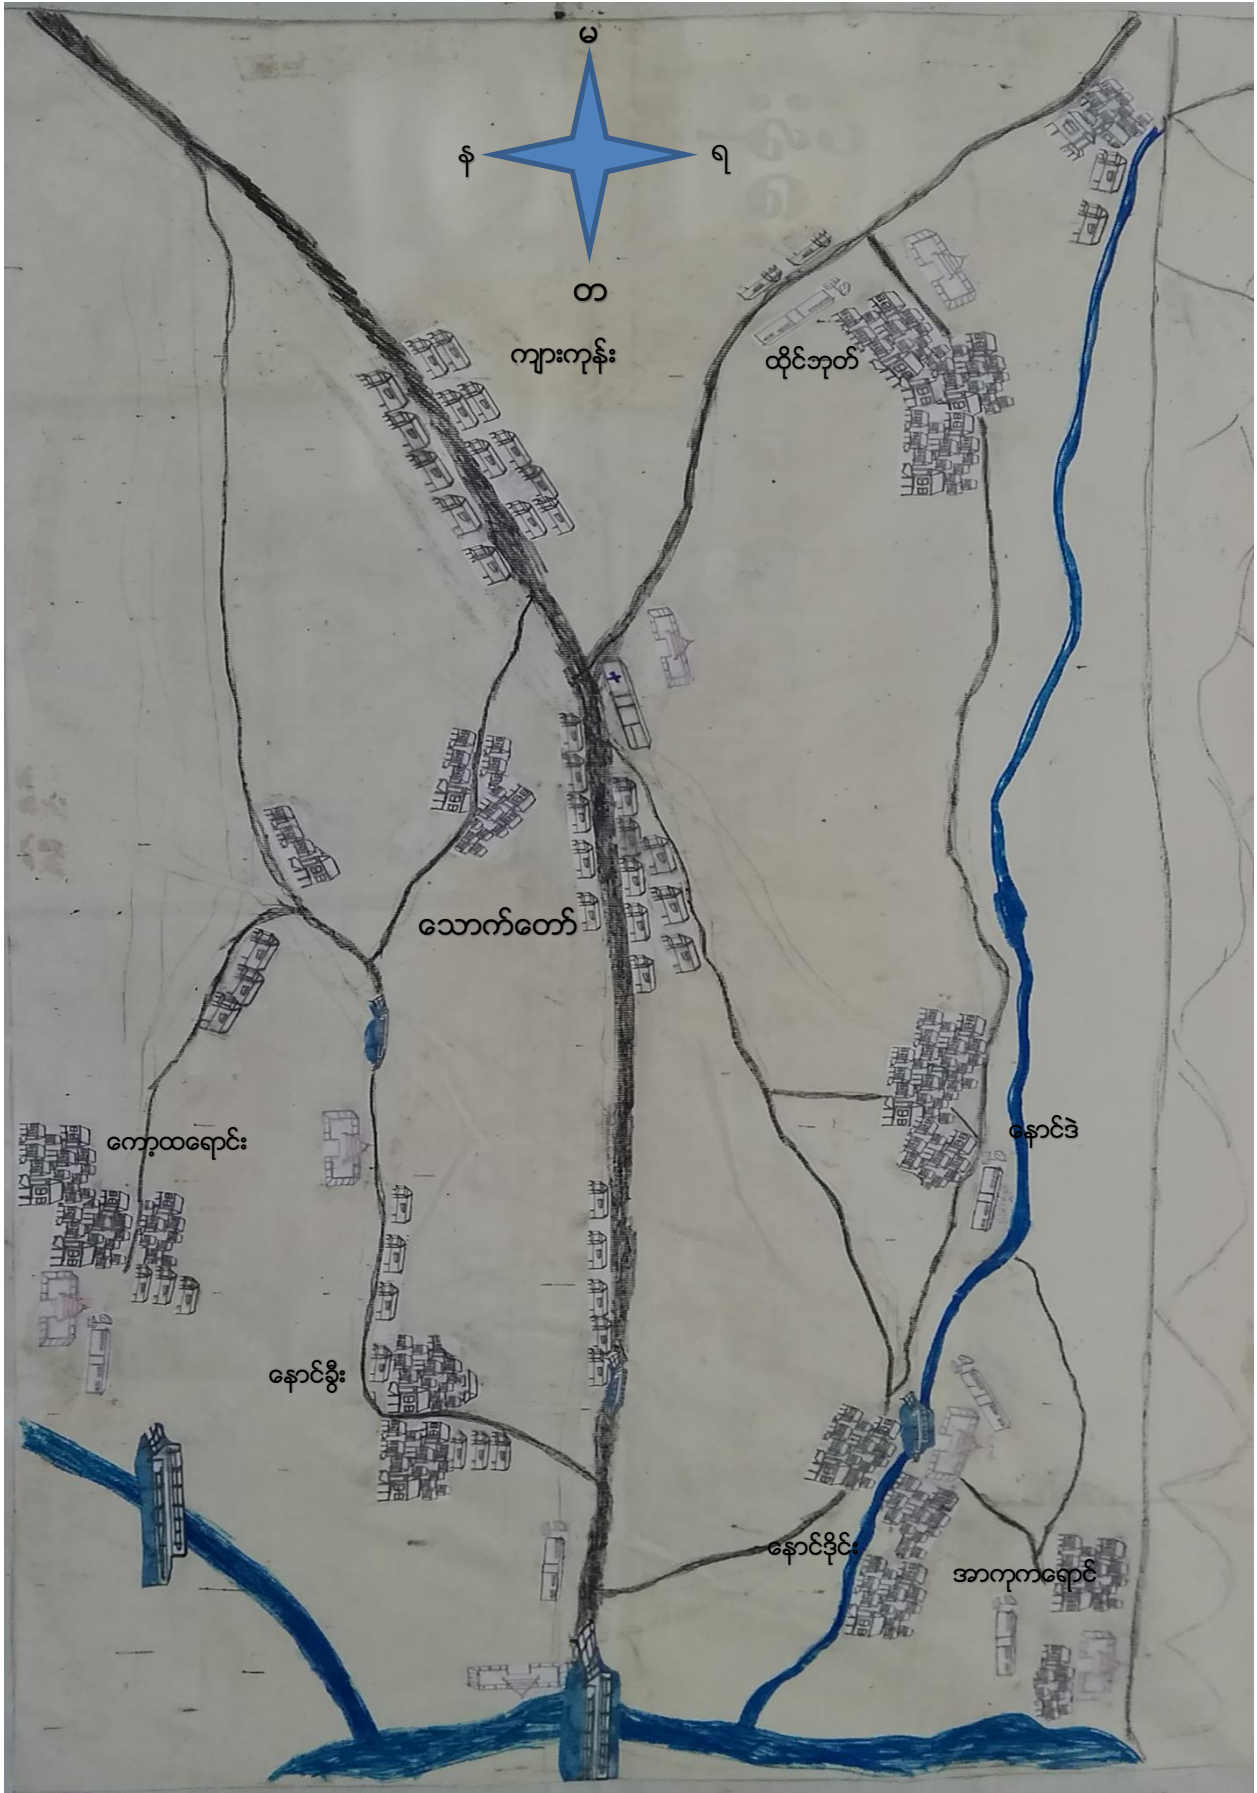 မ
န
ရ
တ
ကျားကုန်း
ထိုင်ဘုတ်
သောက်တော်
ကော့ထရောင်း
နောင်ဒဲ
နောင်ခွီး
နောင်ဒိုင်း
အာကုကရောင်